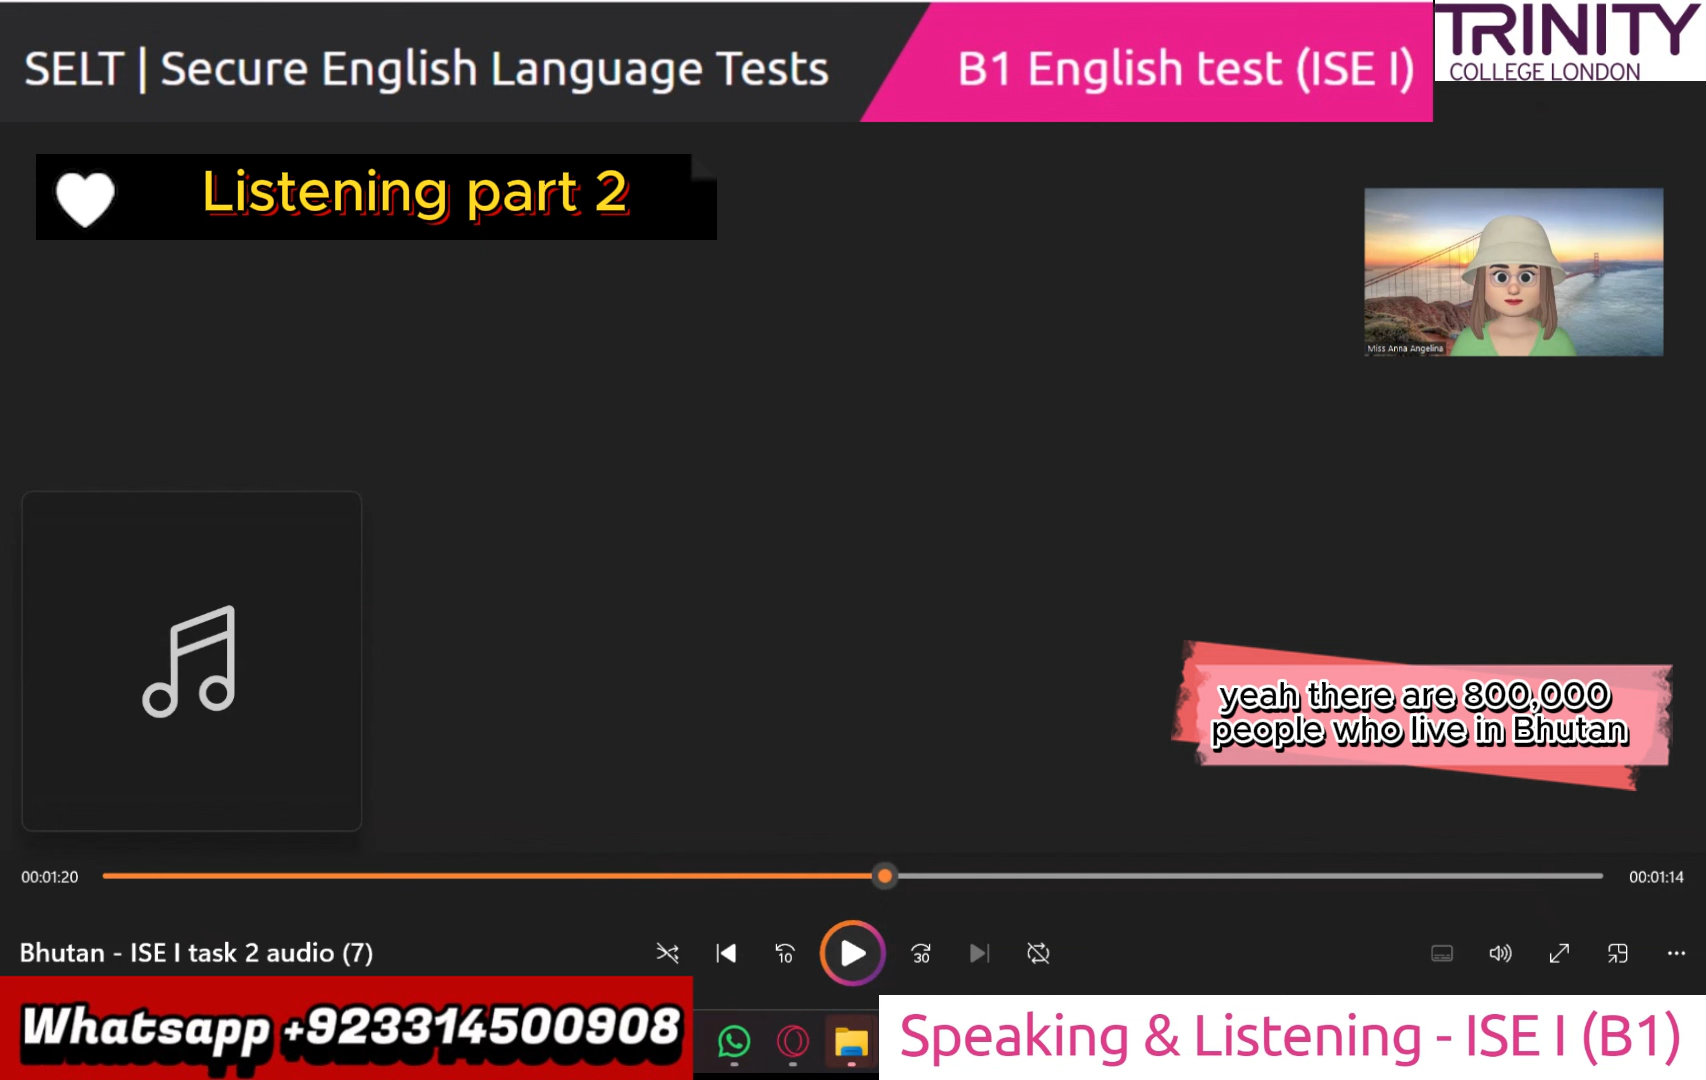 SELT | Secure English Language Tests
B1 English test (ISE I)
TRINITY
COLLEGE LONDON
Listening part 2
Miss Anna Angelina
yeah there are 800,000
people who live in Bhutan
00:01:20
00:01:14
Bhutan - ISE I task 2 audio (7)
10
30
Whatsapp +923314500908
Speaking & Listening - ISE I (B1)